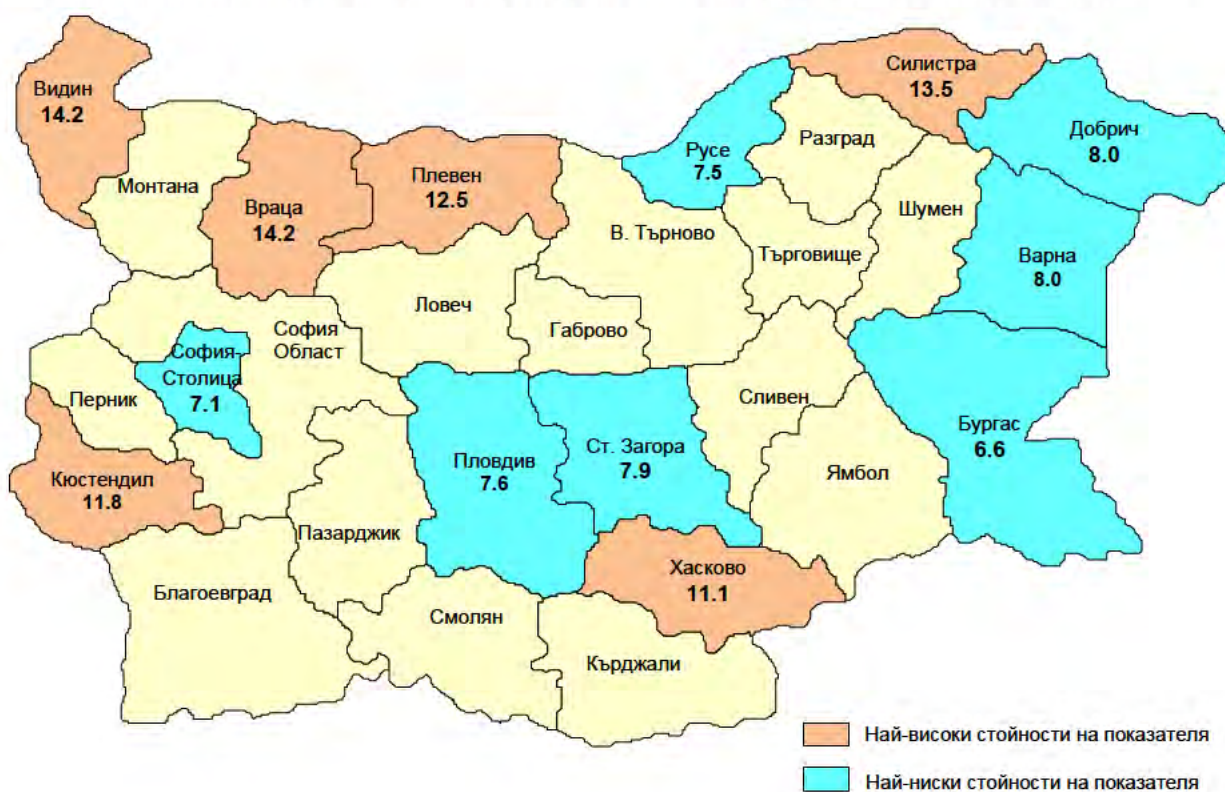 Видин
14.2
Монтана
Враца
14.2
Плевен
12.5
Русе
7.5
Силистра
13.5
Разград
Добрич
8.0
Шумен
Варна
8.0
В. Търново
Търговище
Ловеч
Габрово
София
Област
София-
Столица
7.1
Перник
Кюстендил
11.8
Пловдив
7.6
Ст. Загора
7.9
Сливен
Бургас
6.6
Ямбол
Пазарджик
Благоевград
Смолян
Хасково
11.1
Кърджали
Най-високи стойности на показателя
Най-ниски стойности на показателя